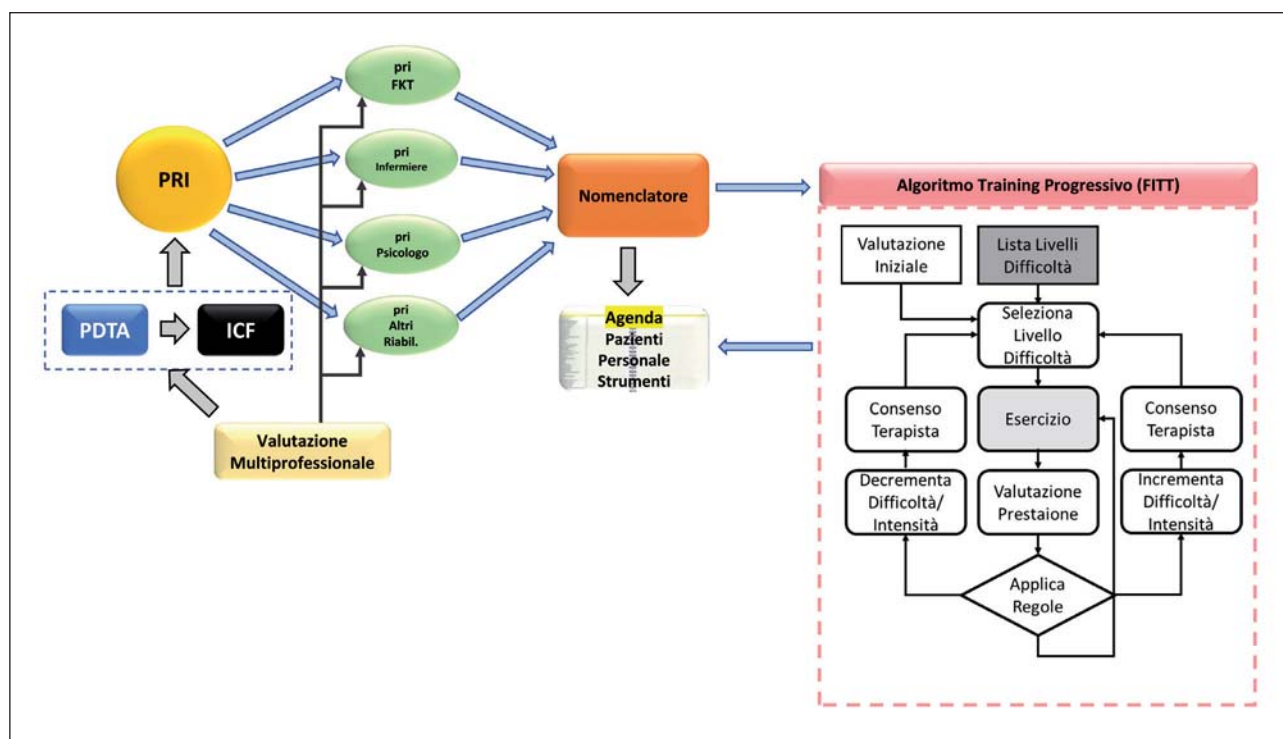 PRI
pri
FKT
pri
Infermiere
pri
Psicologo
pri
Altri
Riabil.
PDTA
ICF
Valutazione
Multiprofessionale
Nomenclatore
Agenda
Pazienti
Personale
Strumenti
Algoritmo Training Progressivo (FITT)
Valutazione
Iniziale
Lista Livelli
Difficoltà
Seleziona
Livello
Difficoltà
Consenso
Terapista
Esercizio
Consenso
Terapista
Decrementa
Difficoltà/
Intensità
Valutazione
Prestaione
Incrementa
Difficoltà/
Intensità
Applica
Regole